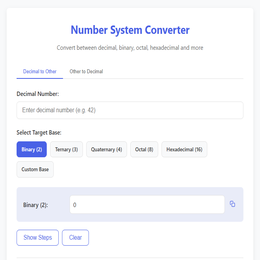 Number System Converter
Convert between decimal, binary, octal, hexadecimal and more
Decimal to Other
Other to Decimal
Decimal Number:
Enter decimal number (e.g. 42)
Select Target Base:
Binary (2)
Ternary (3)
Quaternary (4)
Octal (8)
Hexadecimal (16)
Custom Base
Binary (2):
0
Show Steps
Clear